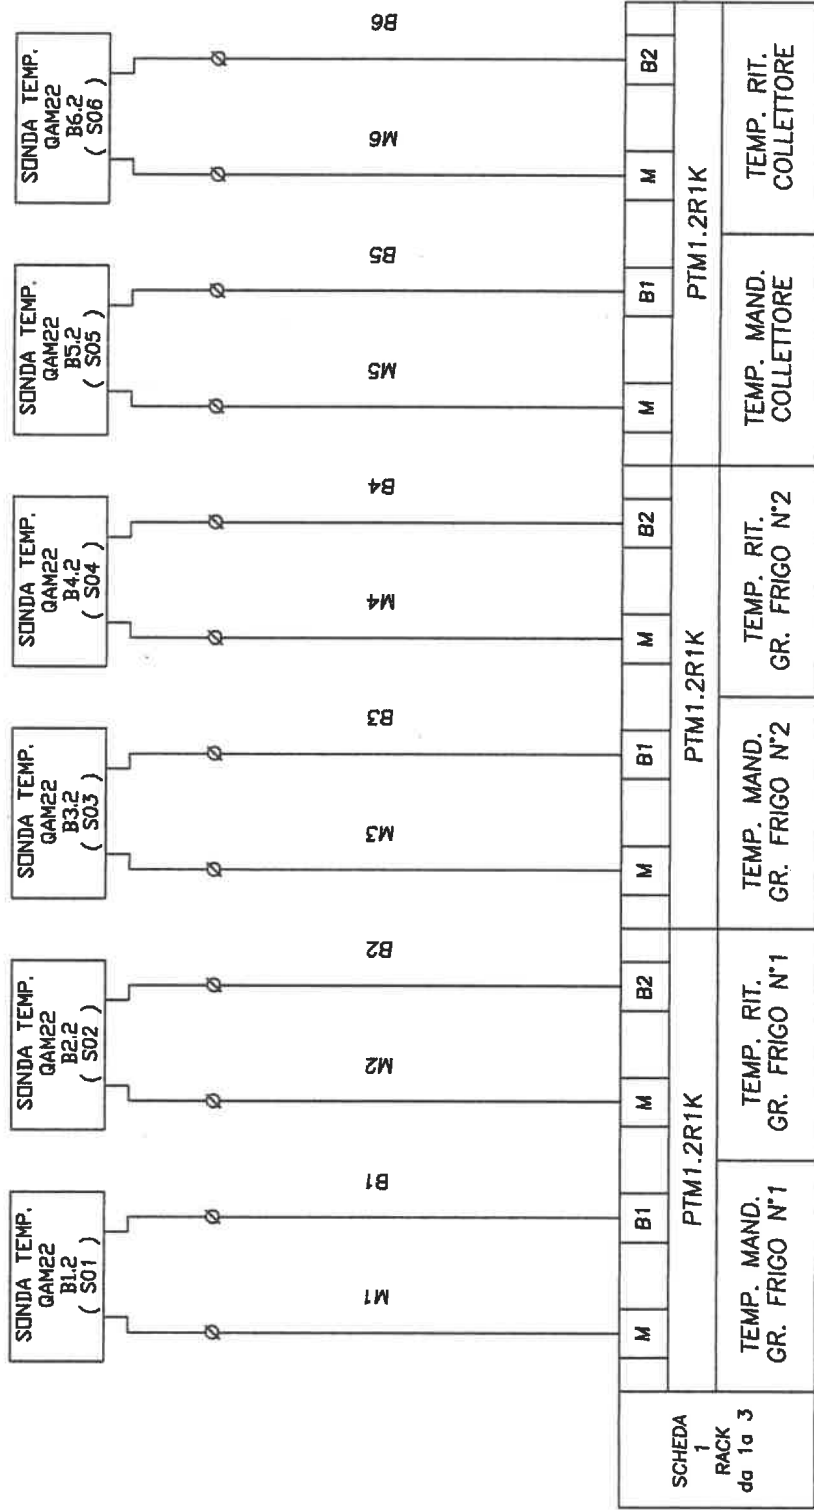 SONDA TEMP.
QAM22
B1.2
( S01 )
SONDA TEMP.
QAM22
B2.2
( S02 )
SONDA TEMP.
QAM22
B3.2
( S03 )
SONDA TEMP.
QAM22
B4.2
( S04 )
SONDA TEMP.
QAM22
B5.2
( S05 )
SONDA TEMP.
QAM22
B6.2
( S06 )
M1
B1
M2
B2
M3
B3
M4
B4
M5
B5
M6
B6
M
B1
M
B2
M
B1
M
B2
M
B1
M
B2
SCHEDA
1
RACK
da 1a 3
PTM1.2R1K
PTM1.2R1K
PTM1.2R1K
TEMP. MAND.
GR. FRIGO N°1
TEMP. RIT.
GR. FRIGO N°1
TEMP. MAND.
GR. FRIGO N°2
TEMP. RIT.
GR. FRIGO N°2
TEMP. MAND.
COLLETTORE
TEMP. RIT.
COLLETTORE